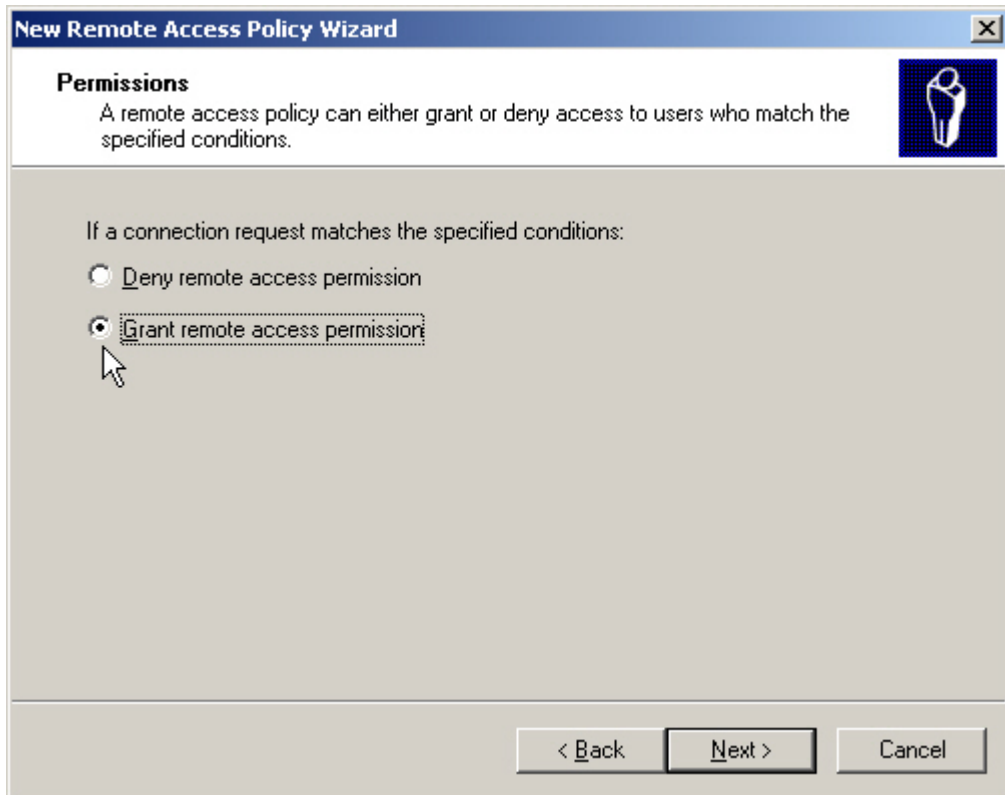 New Remote Access Policy Wizard
Permissions
A remote access policy can either grant or deny access to users who match the
specified conditions.
If a connection request matches the specified conditions:
Deny remote access permission
Grant remote access permission
< Back Next > Cancel